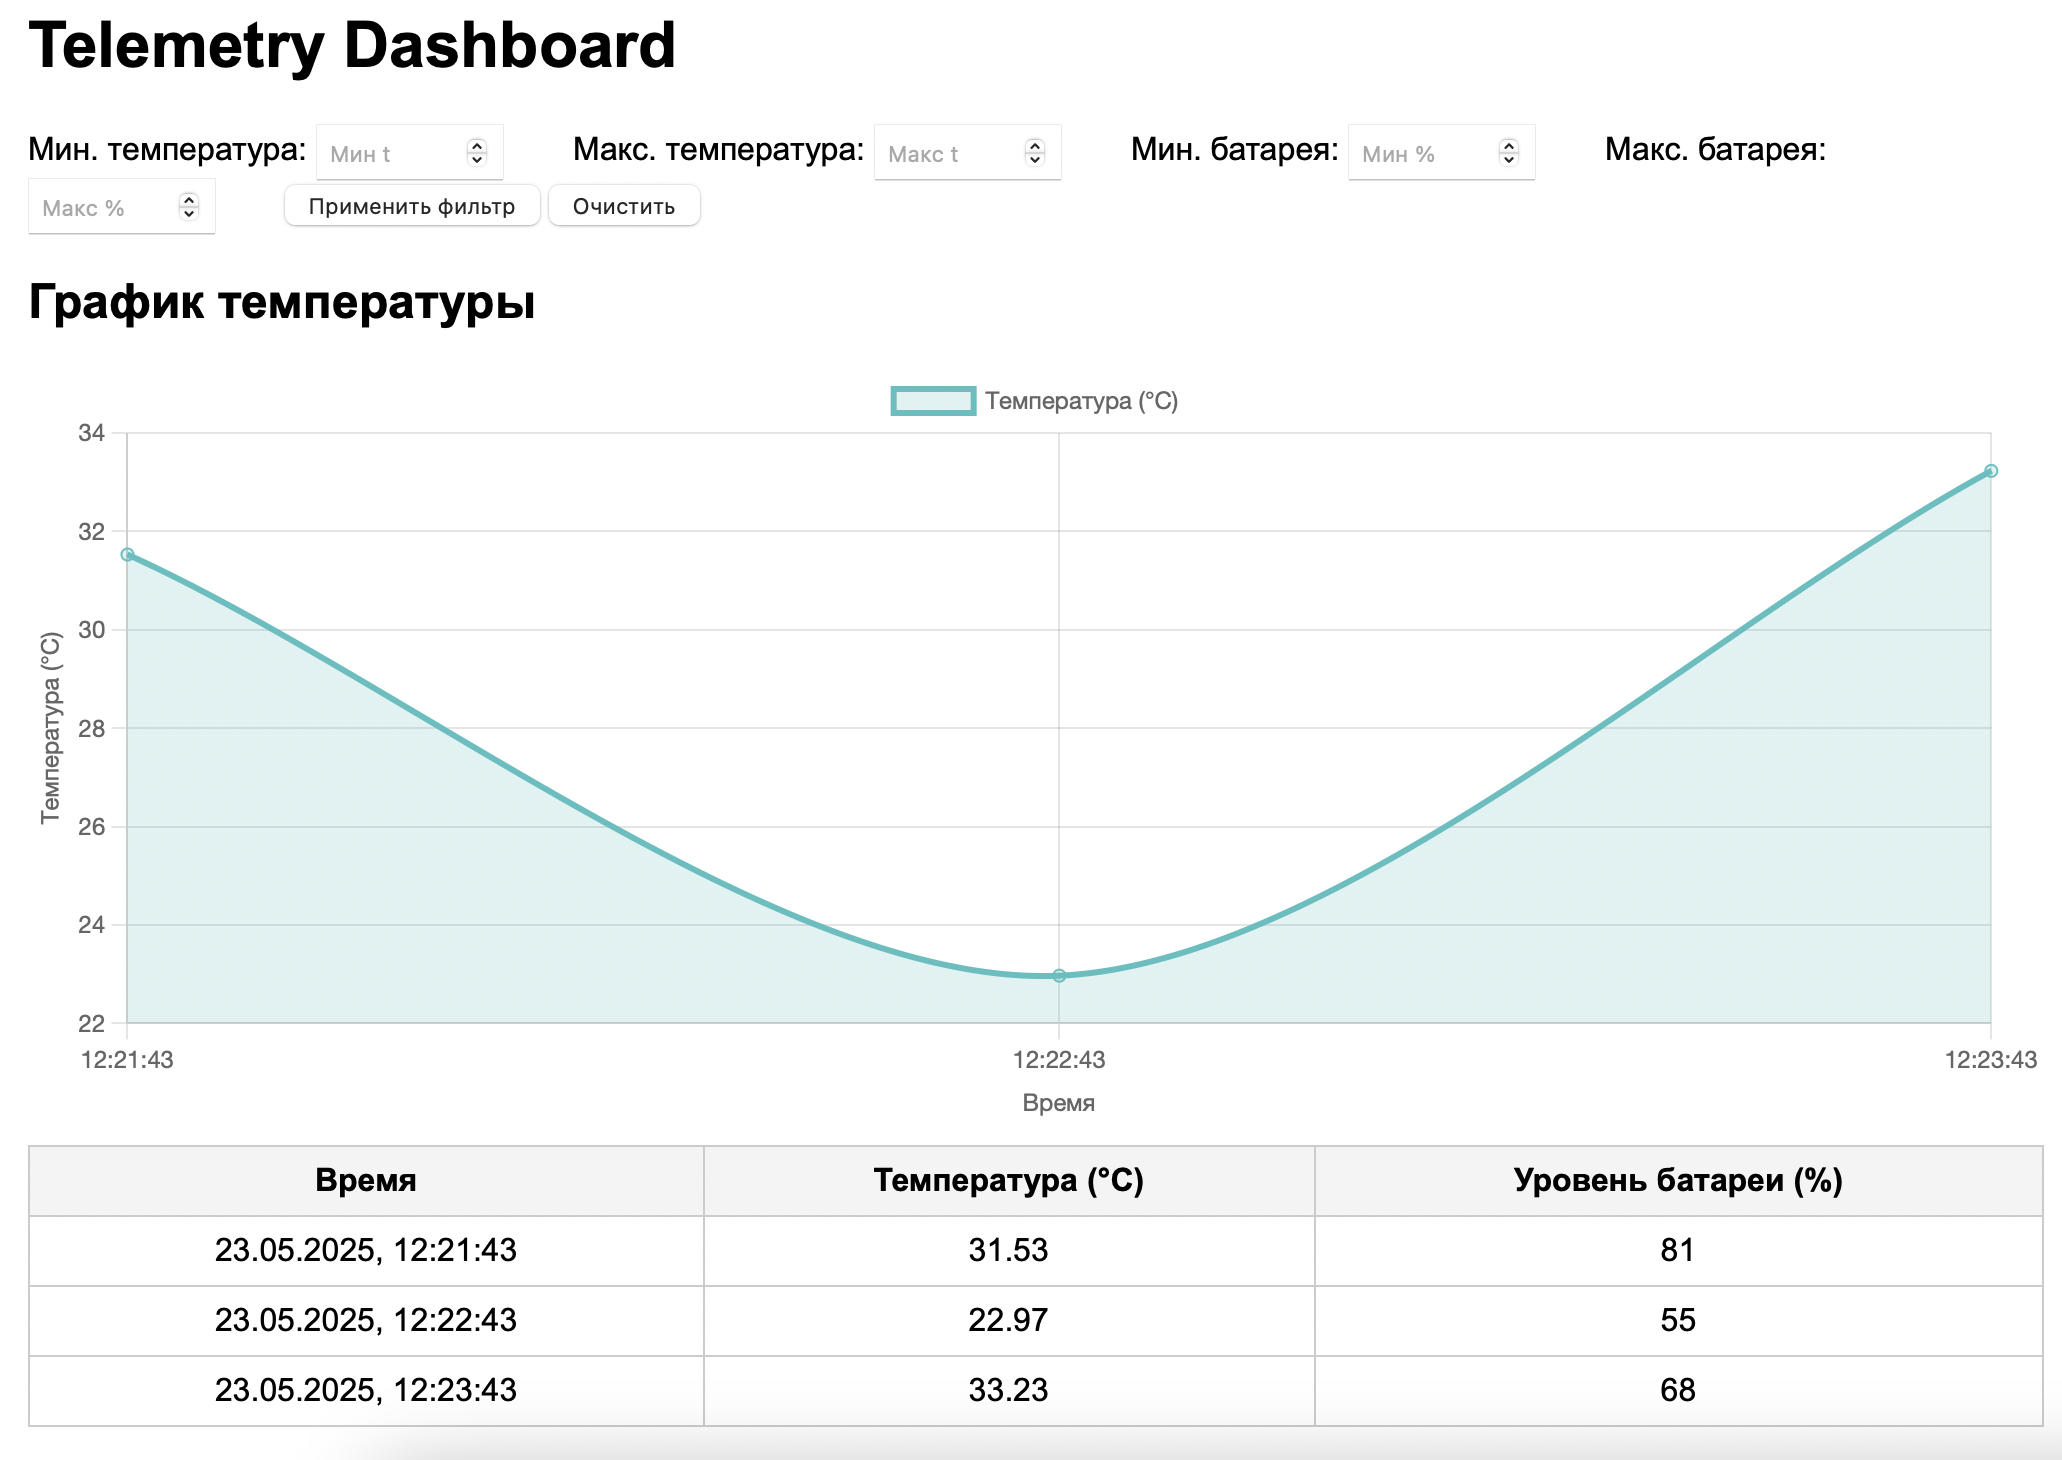 Telemetry Dashboard
Мин. температура: Мин t Макс. температура: Макс t Мин. батарея: Мин % Макс. батарея:
Макс % Применить фильтр Очистить
График температуры
Температура (°C)
34
32
30
28
26
24
22
Температура (°C)
12:21:43 12:22:43 12:23:43
Время
Время Температура (°C) Уровень батареи (%)
23.05.2025, 12:21:43 31.53 81
23.05.2025, 12:22:43 22.97 55
23.05.2025, 12:23:43 33.23 68